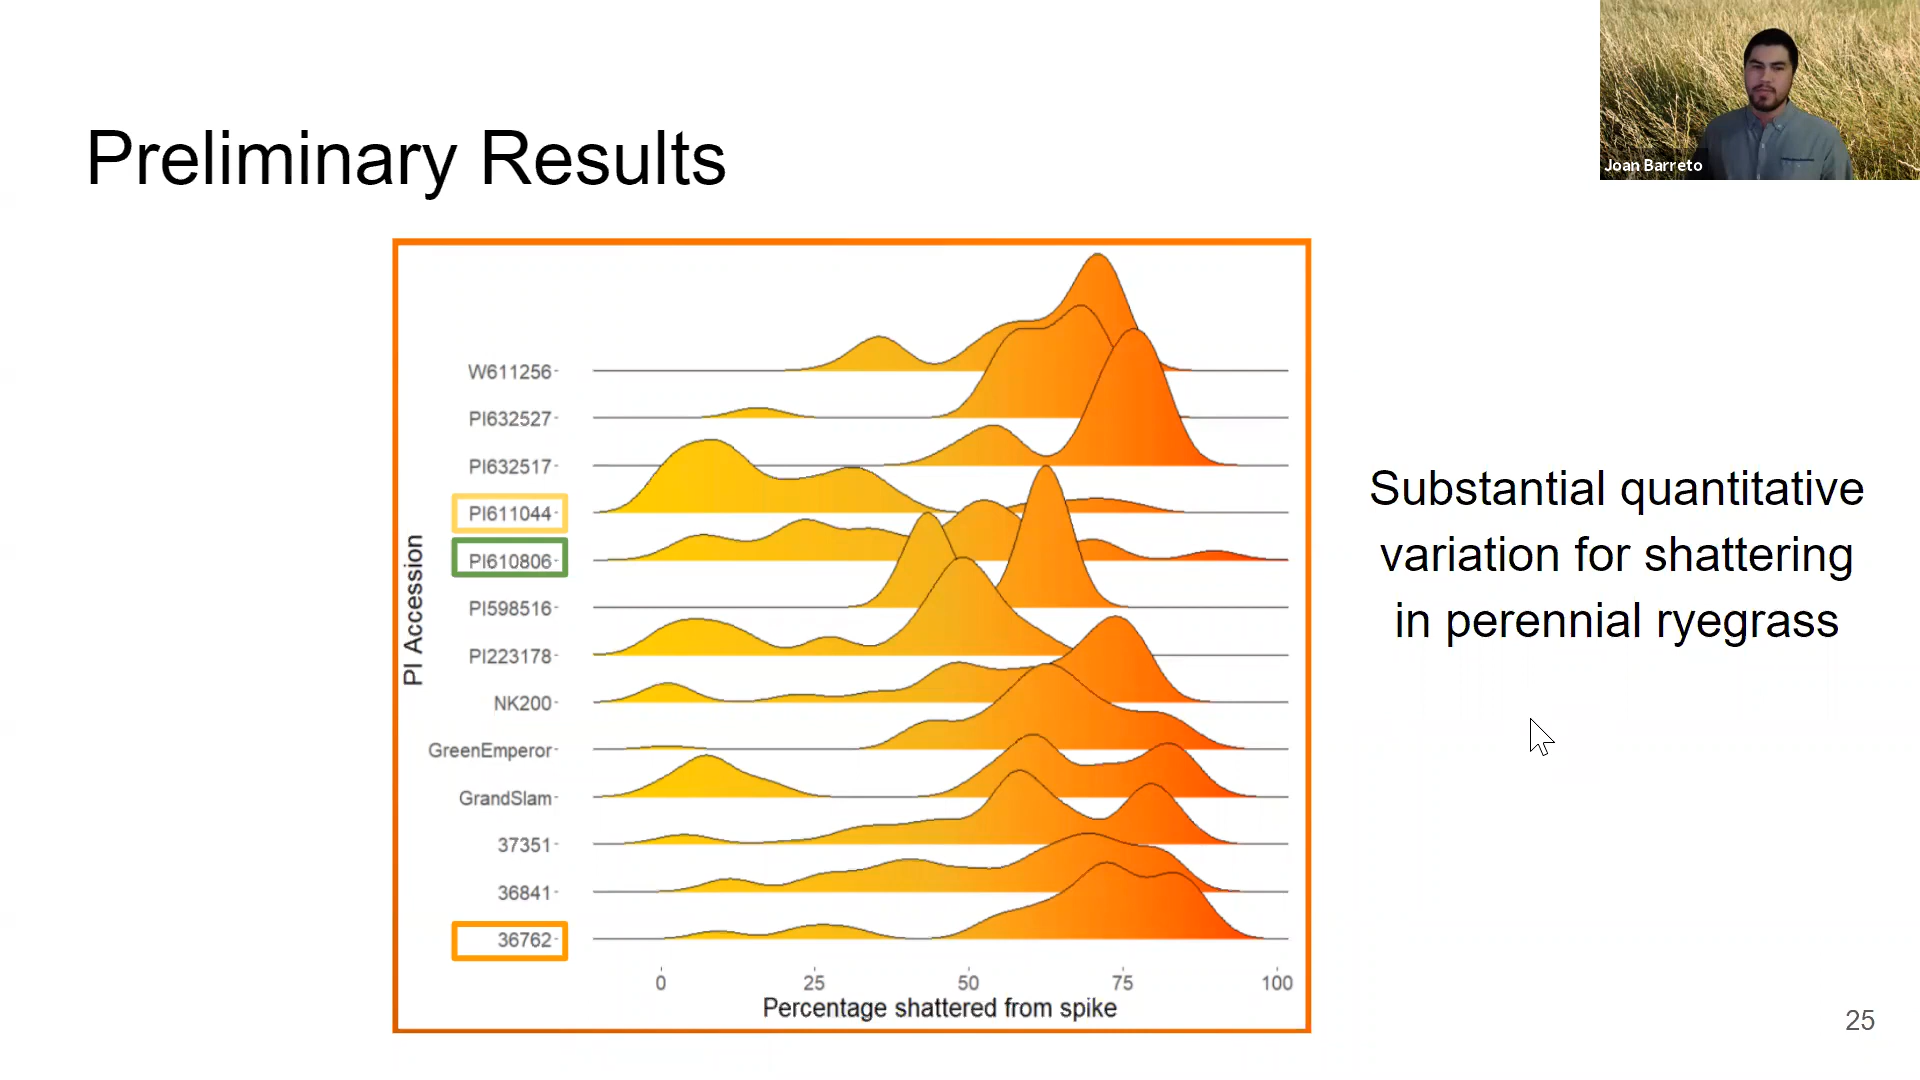 Joan Barreto
Preliminary Results
W611256
PI632527
PI632517
PI611044
PI610806
PI598516
PI223178
NK200
GreenEmperor
GrandSlam
37351
36841
36762
PI Accession
0 25 50 75 100
Percentage shattered from spike
Substantial quantitative
variation for shattering
in perennial ryegrass
25